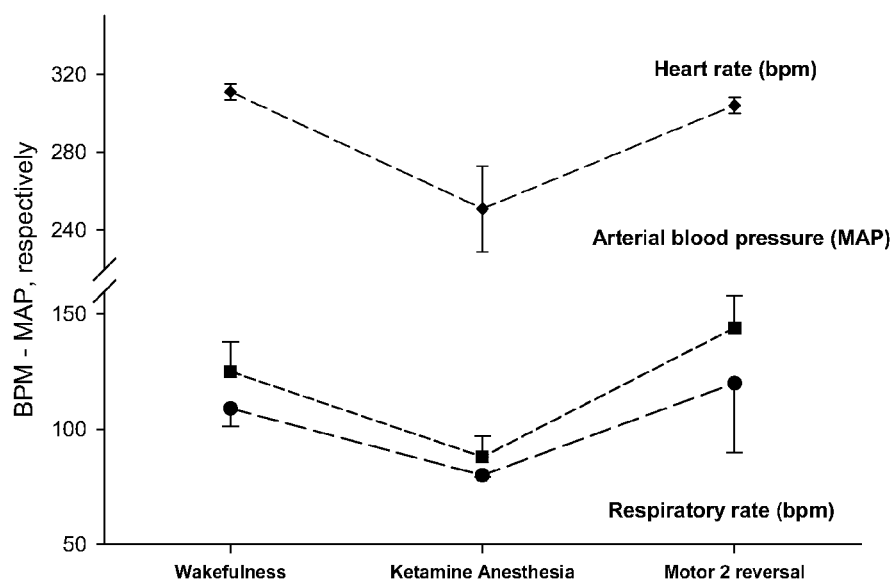 Heart rate (bpm)
320
280
240
Arterial blood pressure (MAP)
BPM - MAP, respectively
150
100
50
Respiratory rate (bpm)
Wakefulness
Ketamine Anesthesia
Motor 2 reversal